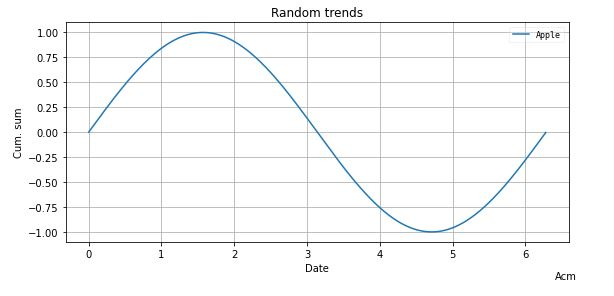 Random trends
Apple
1.00
0.75
0.50
0.25
0.00
−0.25
−0.50
−0.75
−1.00
Cum. sum
0 1 2 3 4 5 6
Date
Acm